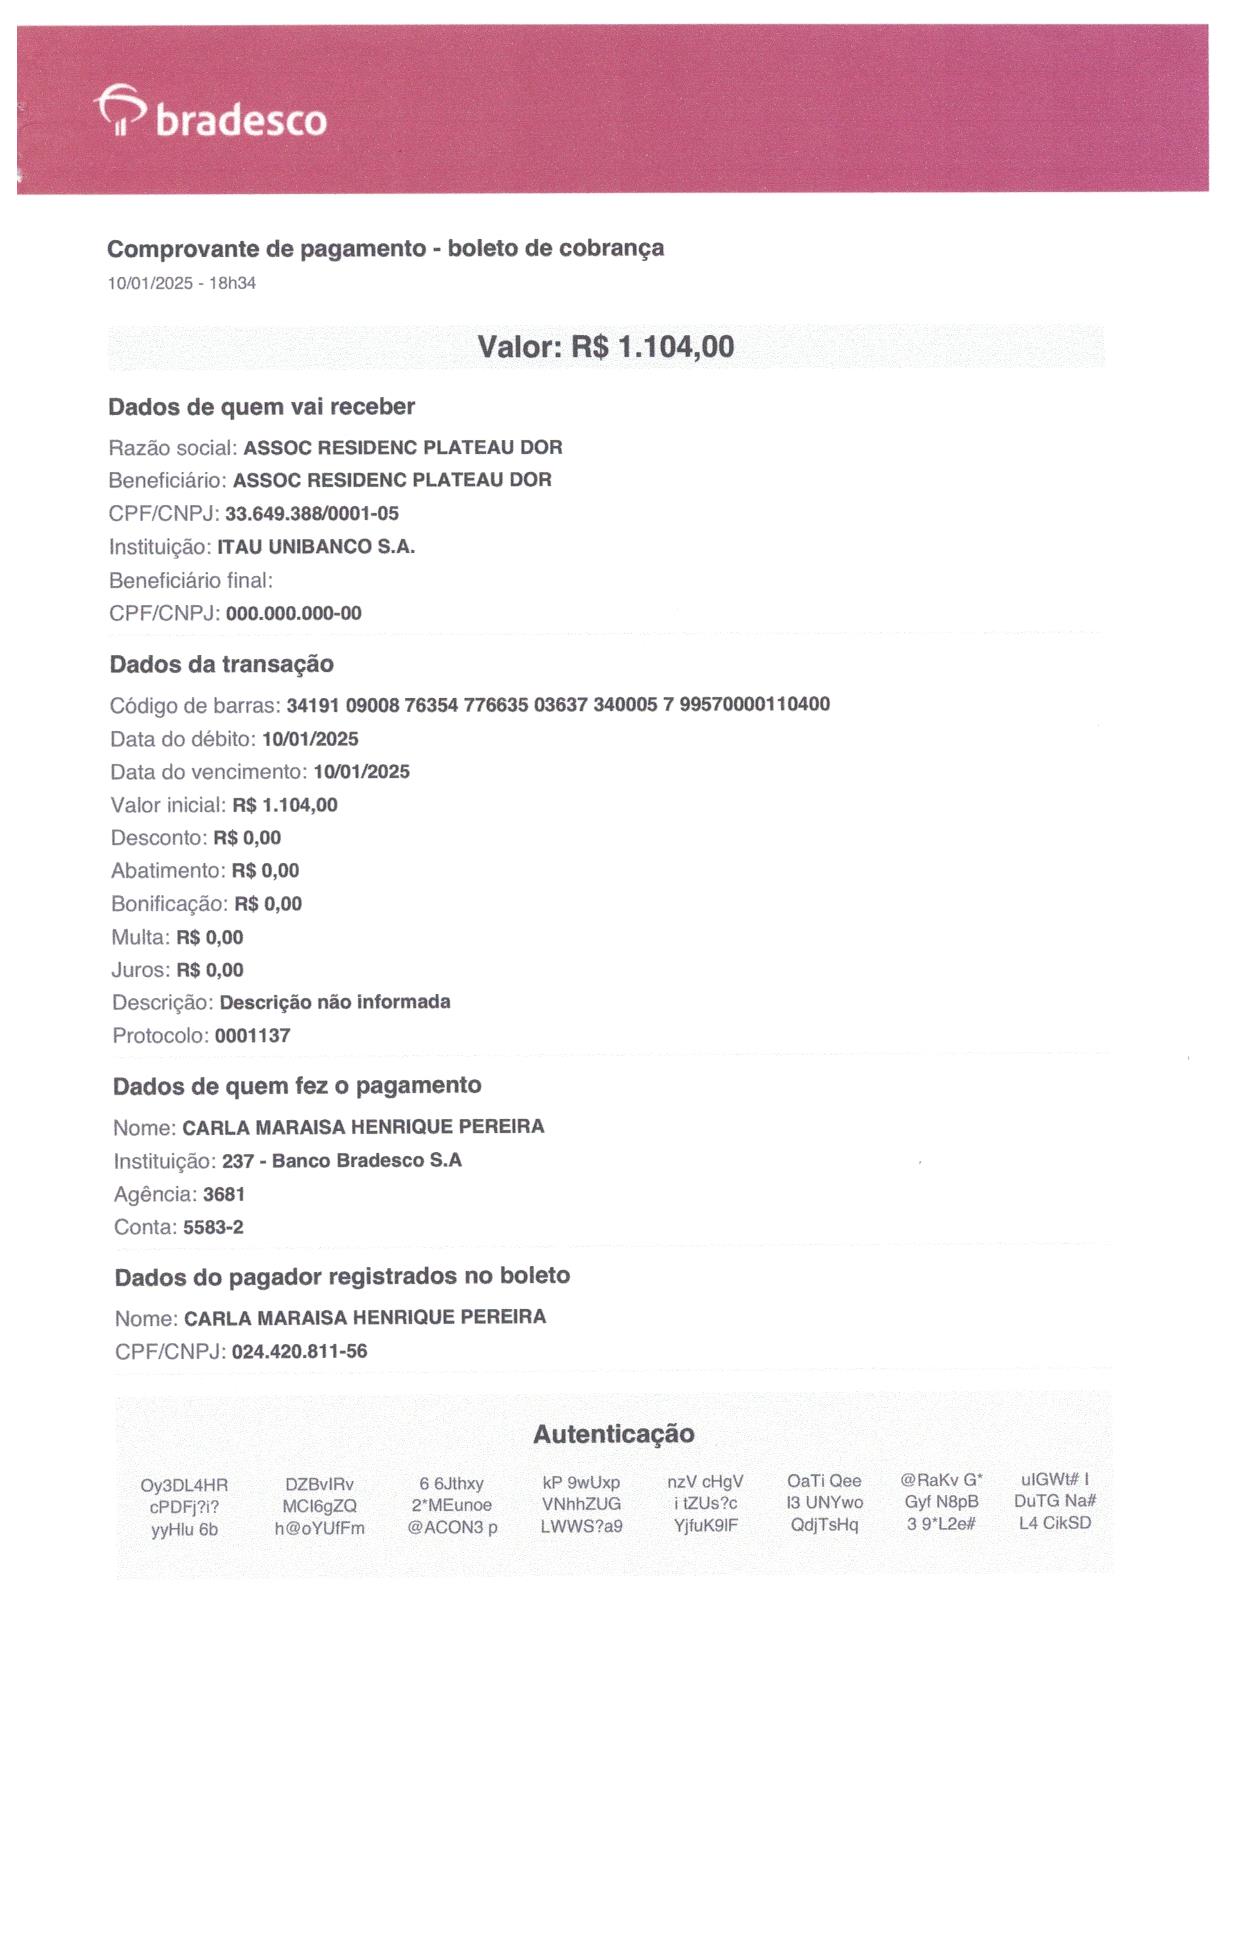 bradesco
Comprovante de pagamento - boleto de cobrança
10/01/2025 - 18h34
Valor: R$ 1.104,00
Dados de quem vai receber
Razão social: ASSOC RESIDENC PLATEAU DOR
Beneficiário: ASSOC RESIDENC PLATEAU DOR
CPF/CNPJ: 33.649.388/0001-05
Instituição: ITAU UNIBANCO S.A.
Beneficiário final:
CPF/CNPJ: 000.000.000-00
Dados da transação
Código de barras: 34191 09008 76354 776635 03637 340005 7 99570000110400
Data do débito: 10/01/2025
Data do vencimento: 10/01/2025
Valor inicial: R$ 1.104,00
Desconto: R$ 0,00
Abatimento: R$ 0,00
Bonificação: R$ 0,00
Multa: R$ 0,00
Juros: R$ 0,00
Descrição: Descrição não informada
Protocolo: 0001137
Dados de quem fez o pagamento
Nome: CARLA MARAISA HENRIQUE PEREIRA
Instituição: 237 - Banco Bradesco S.A
Agência: 3681
Conta: 5583-2
Dados do pagador registrados no boleto
Nome: CARLA MARAISA HENRIQUE PEREIRA
CPF/CNPJ: 024.420.811-56
Autenticação
Oy3DL4HR DZBvIRv 6 6Jthxy kP 9wUxp nzV cHgV OaTi Qee @RaKv G* uIGWt# I
cPDFj?i? MCI6gZQ 2*MEunoe VNhhZUG i tZUs?c I3 UNYwo Gyf N8pB DuTG Na#
yyHlu 6b h@oYUfFm @ACON3 p LWWS?a9 YjfuK9IF QdjTsHq 3 9*L2e# L4 CikSD